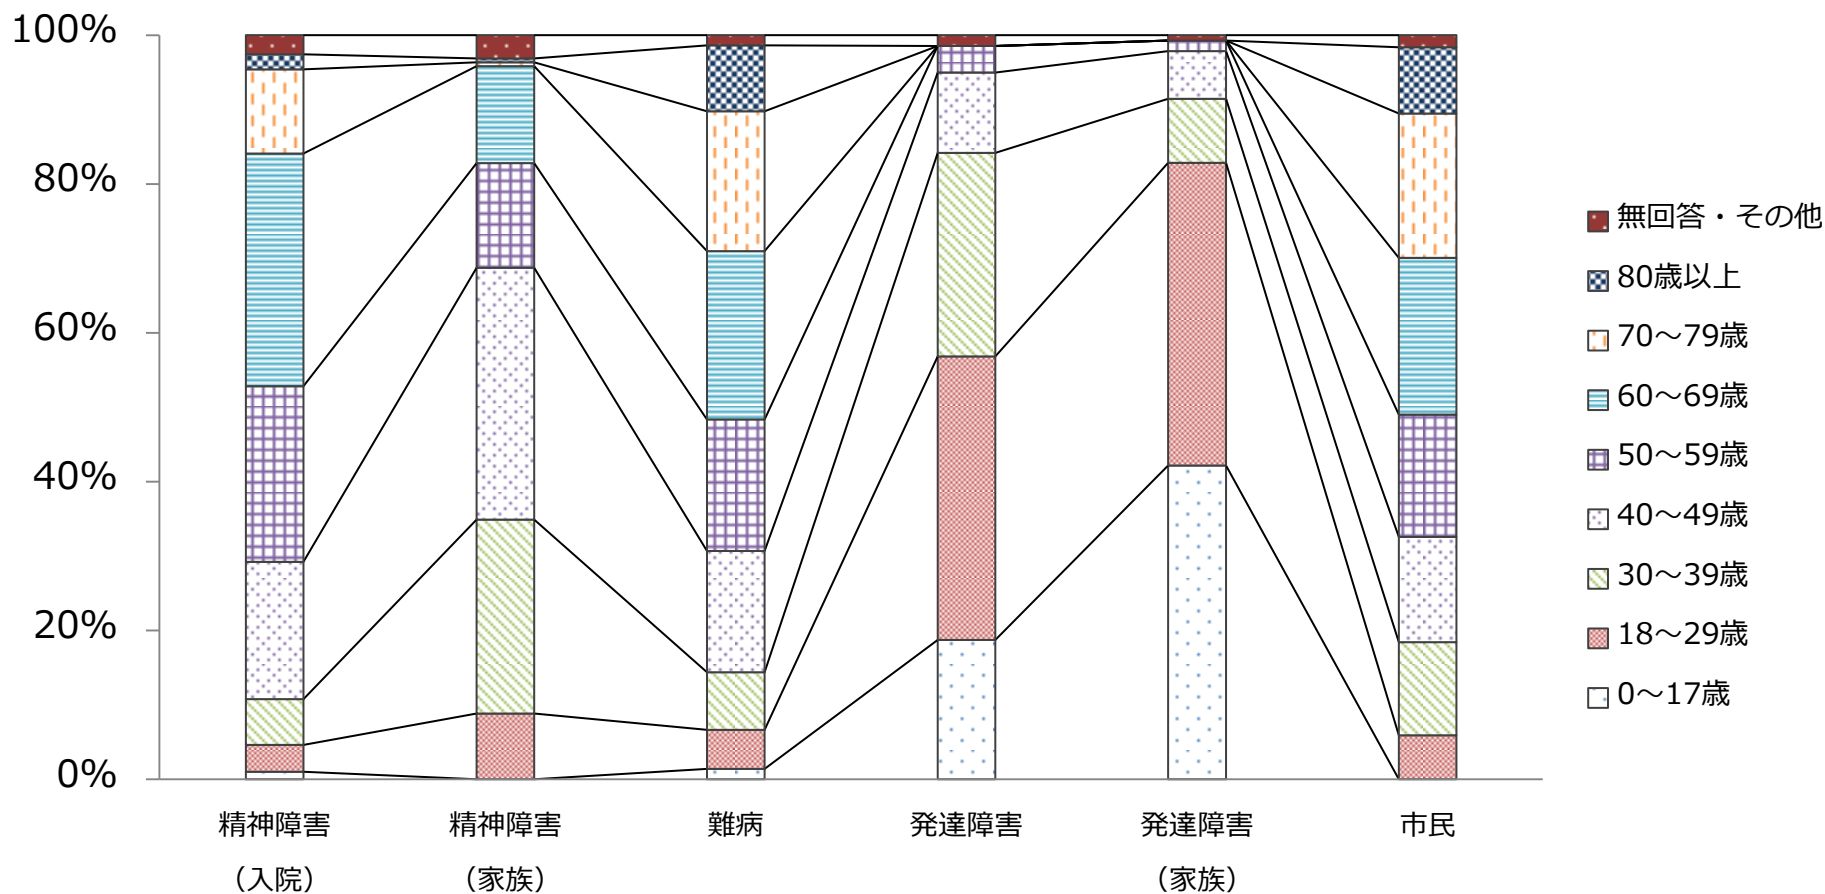 100%
80%
60%
40%
20%
0%
精神障害
（入院）
精神障害
（家族）
難病
発達障害
発達障害
（家族）
市民
無回答・その他
80歳以上
70～79歳
60～69歳
50～59歳
40～49歳
30～39歳
18～29歳
0～17歳